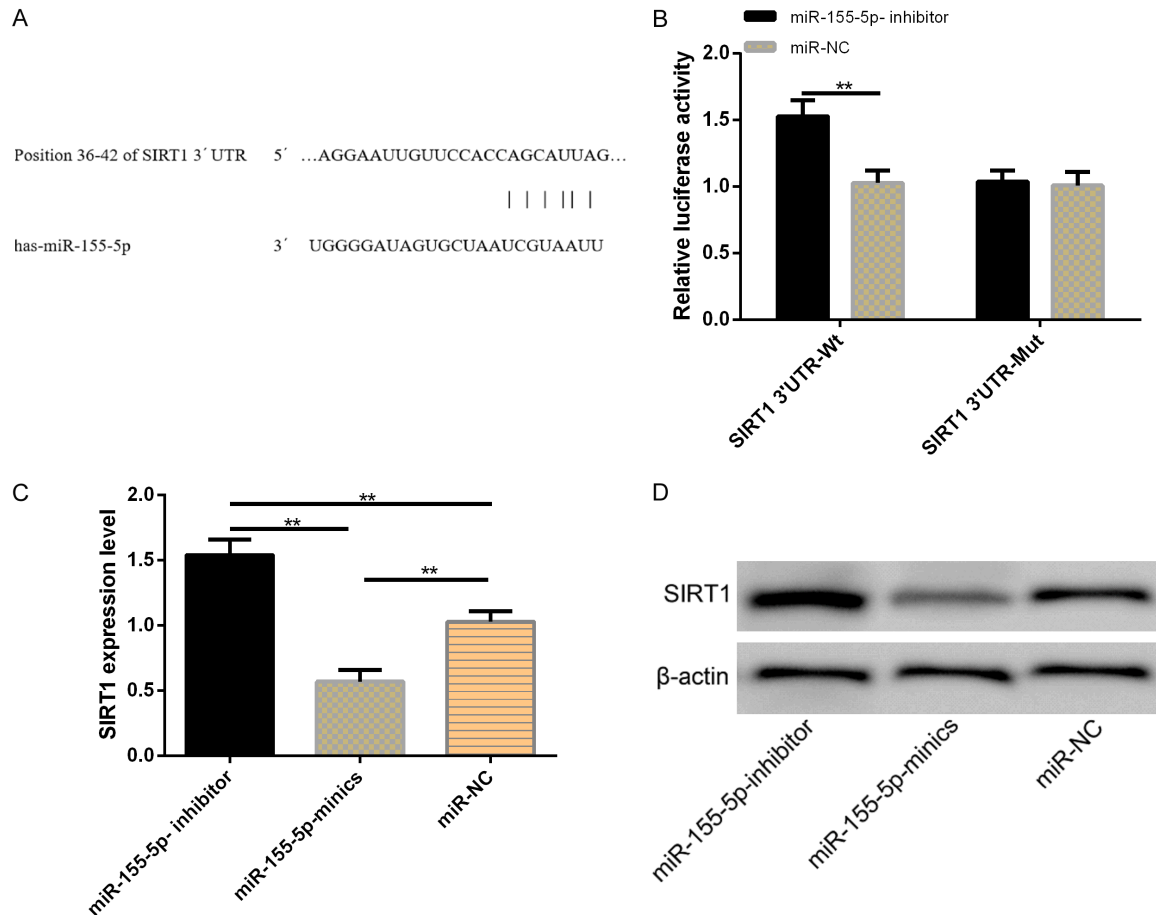 A
Position 36-42 of SIRT1 3´ UTR 5´ …AGGAAUUGUUCCACCAGCAUUAG…
has-miR-155-5p 3´ UGGGGAUAGUGCUAAUCGUAAUU
B
miR-155-5p- inhibitor
miR-NC
Relative luciferase activity
2.0
1.5
1.0
0.5
0.0
**
SIRT1 3'UTR-Wt
SIRT1 3'UTR-Mut
C
SIRT1 expression level
2.0
1.5
1.0
0.5
0.0
**
**
**
miR-155-5p- inhibitor
miR-155-5p-minics
miR-NC
D
SIRT1
β-actin
miR-155-5p-inhibitor
miR-155-5p-minics
miR-NC